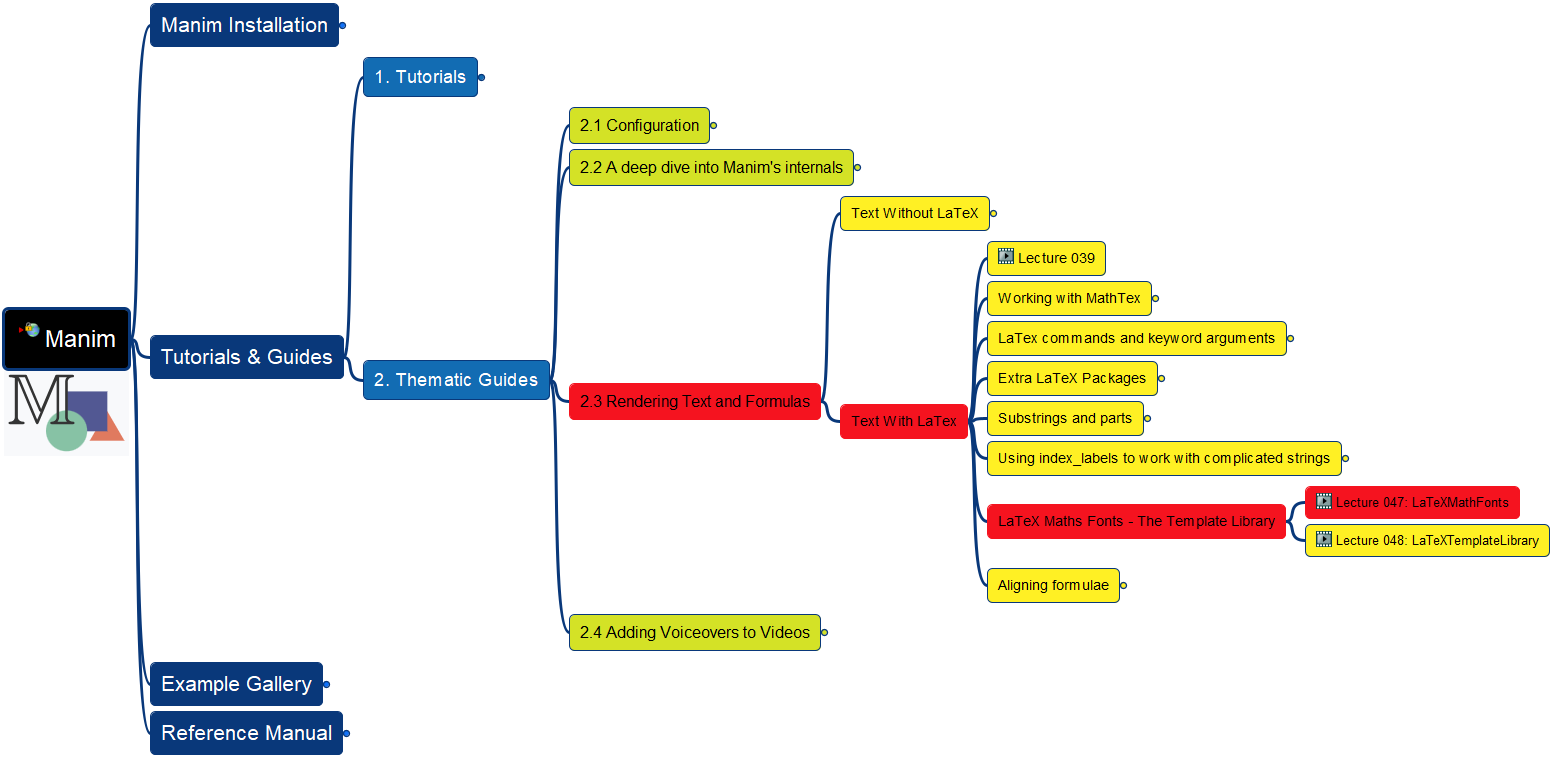 Manim Installation
1. Tutorials
2.1 Configuration
2.2 A deep dive into Manim's internals
Text Without LaTeX
Lecture 039
Working with MathTex
Manim
LaTex commands and keyword arguments
Tutorials & Guides
2. Thematic Guides
Extra LaTeX Packages
M
2.3 Rendering Text and Formulas
Text With LaTex
Substrings and parts
Using index_labels to work with complicated strings
LaTeX Maths Fonts - The Template Library
Lecture 047: LaTeXMathFonts
Lecture 048: LaTeXTemplateLibrary
Aligning formulae
2.4 Adding Voiceovers to Videos
Example Gallery
Reference Manual